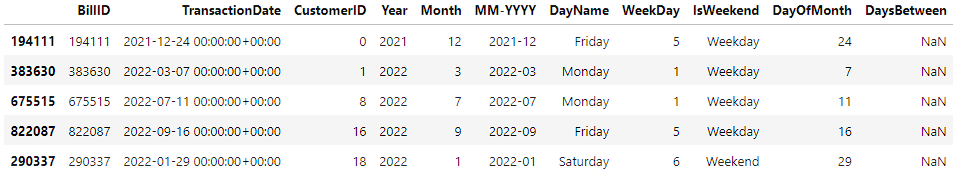 BillID TransactionDate CustomerID Year Month MM-YYYY DayName WeekDay IsWeekend DayOfMonth DaysBetween
194111 194111 2021-12-24 00:00:00+00:00 0 2021 12 2021-12 Friday 5 Weekday 24 NaN
383630 383630 2022-03-07 00:00:00+00:00 1 2022 3 2022-03 Monday 1 Weekday 7 NaN
675515 675515 2022-07-11 00:00:00+00:00 8 2022 7 2022-07 Monday 1 Weekday 11 NaN
822087 822087 2022-09-16 00:00:00+00:00 16 2022 9 2022-09 Friday 5 Weekday 16 NaN
290337 290337 2022-01-29 00:00:00+00:00 18 2022 1 2022-01 Saturday 6 Weekend 29 NaN